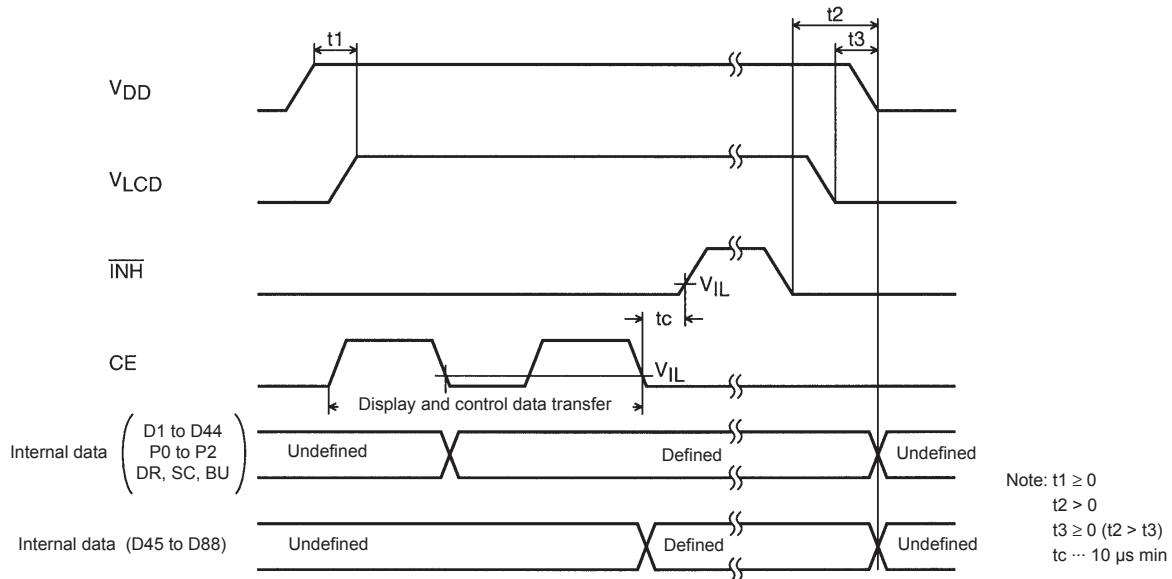 t2
t1
t3
VDD
VLCD
INH
VIL
tc
CE
VIL
Display and control data transfer
Internal data
D1 to D44
P0 to P2
DR, SC, BU
Undefined
Defined
Undefined
Internal data (D45 to D88)
Undefined
Defined
Undefined
Note: t1 ≥ 0
t2 > 0
t3 ≥ 0 (t2 > t3)
tc ··· 10 µs min